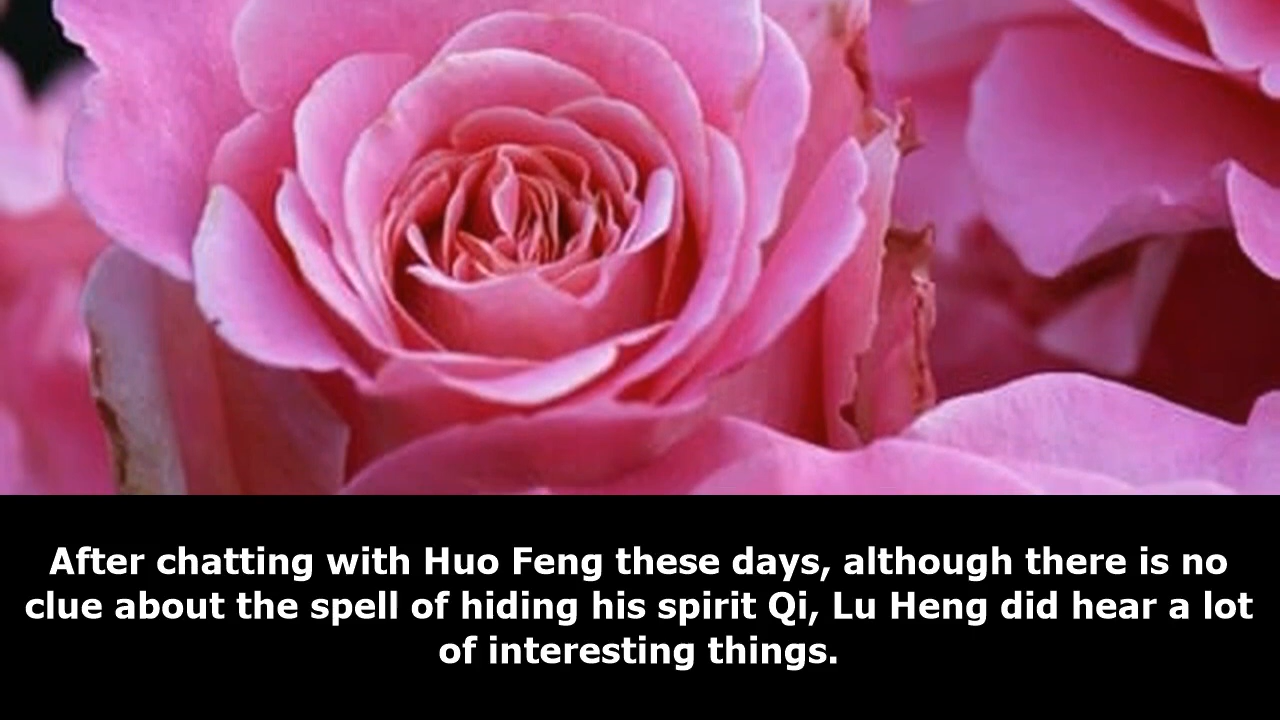 After chatting with Huo Feng these days, although there is no
clue about the spell of hiding his spirit Qi, Lu Heng did hear a lot
of interesting things.